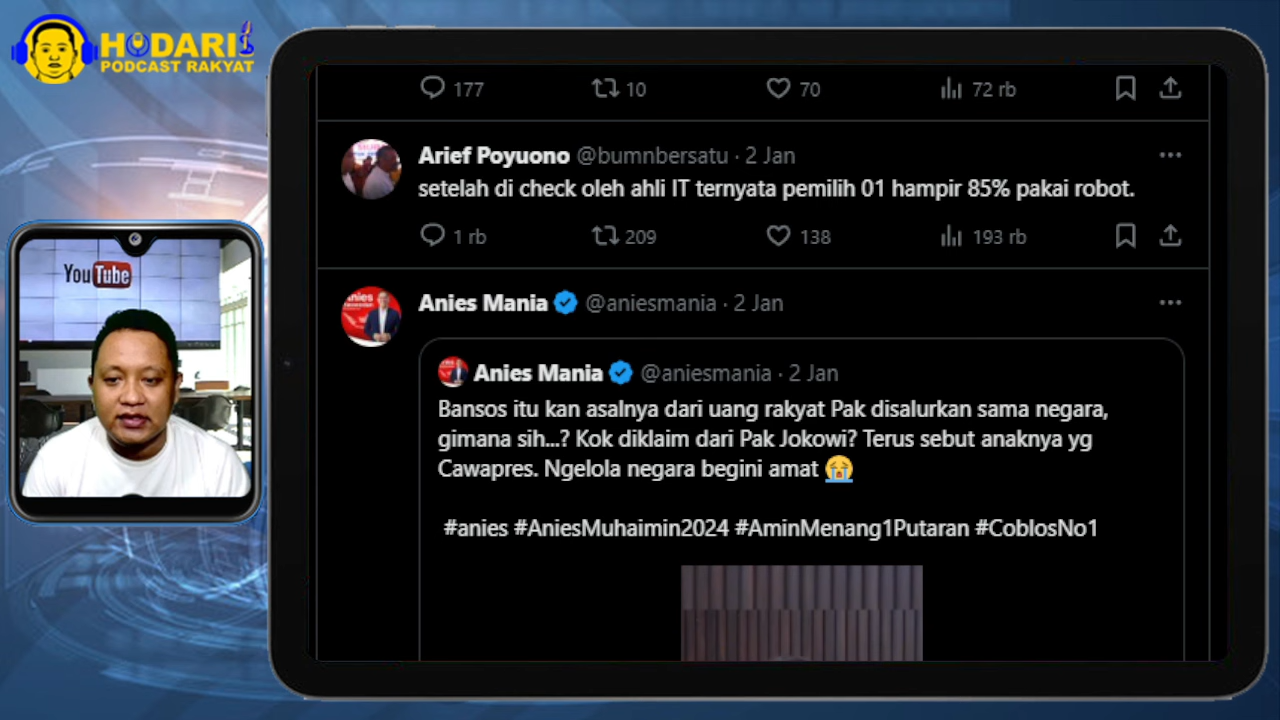 HODARI
PODCAST RAKYAT
YouTube
177 10 70 72 rb
Arief Poyuono @bumnbersatu · 2 Jan
setelah di check oleh ahli IT ternyata pemilih 01 hampir 85% pakai robot.
1 rb 209 138 193 rb
Anies Mania @aniesmania · 2 Jan
Anies Mania @aniesmania · 2 Jan
Bansos itu kan asalnya dari uang rakyat Pak disalurkan sama negara,
gimana sih...? Kok diklaim dari Pak Jokowi? Terus sebut anaknya yg
Cawapres. Ngelola negara begini amat 😭
#anies #AniesMuhaimin2024 #AminMenang1Putaran #CoblosNo1